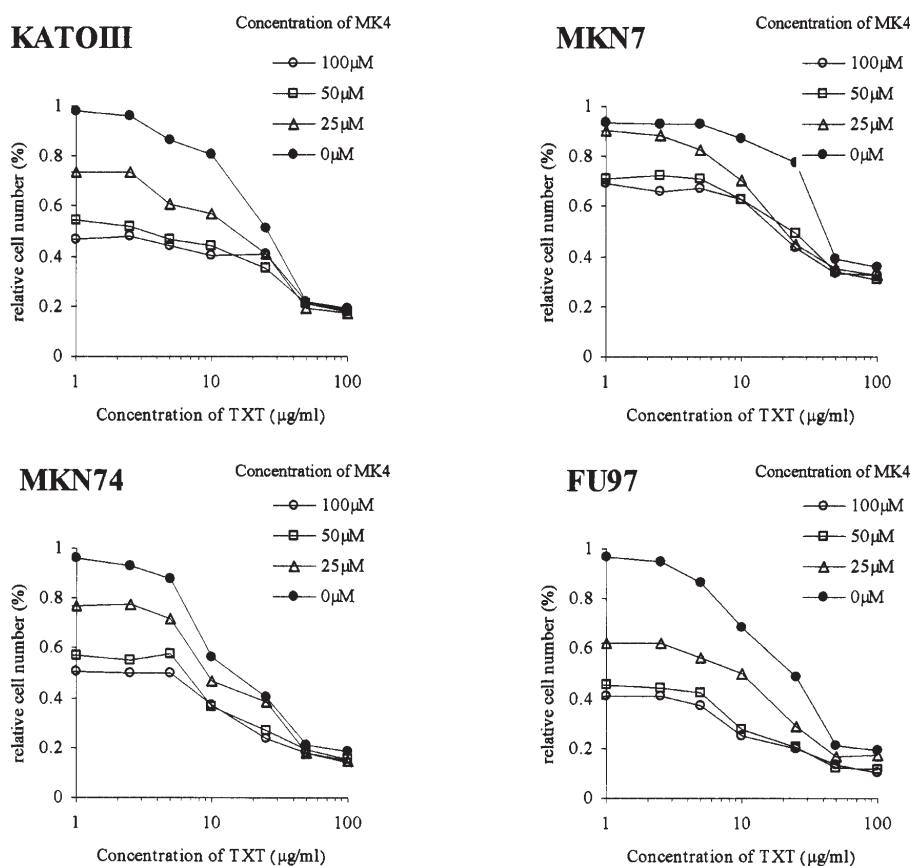 KATOIII
Concentration of MK4
100µM
50µM
25µM
0µM
relative cell number (%)
1
0.8
0.6
0.4
0.2
0
1
10
100
Concentration of TXT (µg/ml)
MKN7
Concentration of MK4
100µM
50µM
25µM
0µM
relative cell number (%)
1
0.8
0.6
0.4
0.2
0
1
10
100
Concentration of TXT (µg/ml)
MKN74
Concentration of MK4
100µM
50µM
25µM
0µM
relative cell number (%)
1
0.8
0.6
0.4
0.2
0
1
10
100
Concentration of TXT (µg/ml)
FU97
Concentration of MK4
100µM
50µM
25µM
0µM
relative cell number (%)
1
0.8
0.6
0.4
0.2
0
1
10
100
Concentration of TXT (µg/ml)